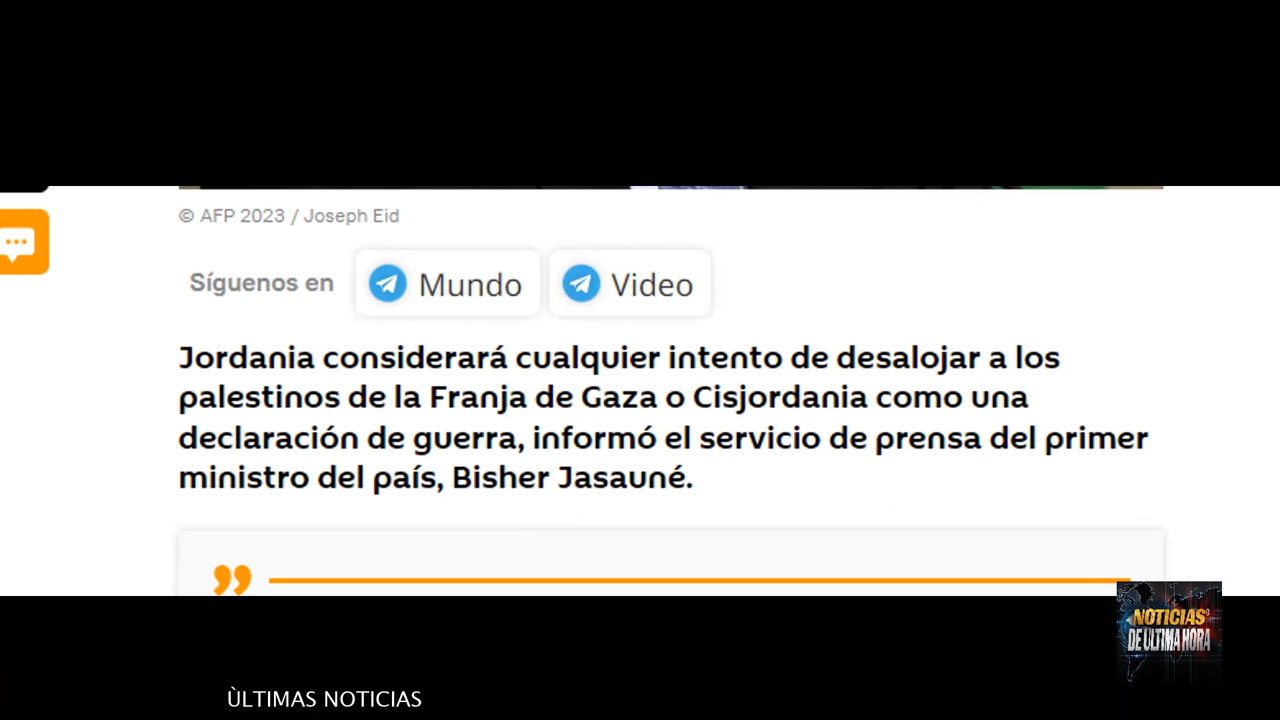 © AFP 2023 / Joseph Eid
Síguenos en Mundo Video
Jordania considerará cualquier intento de desalojar a los
palestinos de la Franja de Gaza o Cisjordania como una
declaración de guerra, informó el servicio de prensa del primer
ministro del país, Bisher Jasauné.
NOTICIAS
DE ULTIMA HORA
ÙLTIMAS NOTICIAS